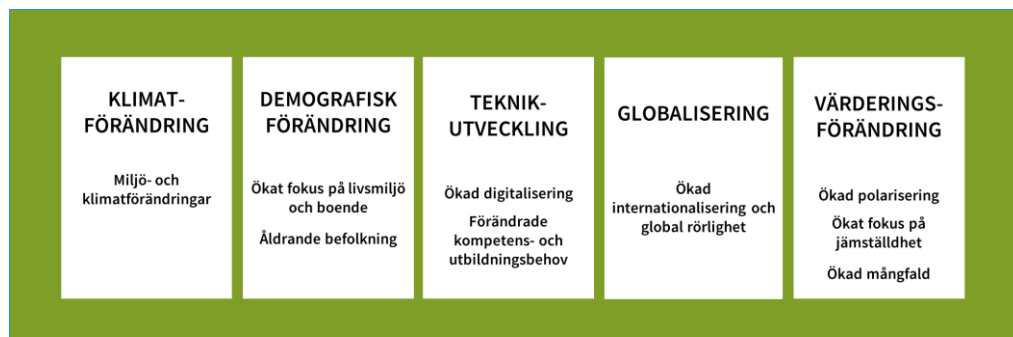 KLIMAT-
FÖRÄNDRING
Miljö- och
klimatförändringar
DEMOGRAFISK
FÖRÄNDRING
Ökat fokus på livsmiljö
och boende
Åldrande befolkning
TEKNIK-
UTVECKLING
Ökad digitalisering
Förändrade
kompetens- och
utbildningsbehov
GLOBALISERING
Ökad
internationalisering och
global rörlighet
VÄRDERINGS-
FÖRÄNDRING
Ökad polarisering
Ökat fokus på
jämställdhet
Ökad mångfald